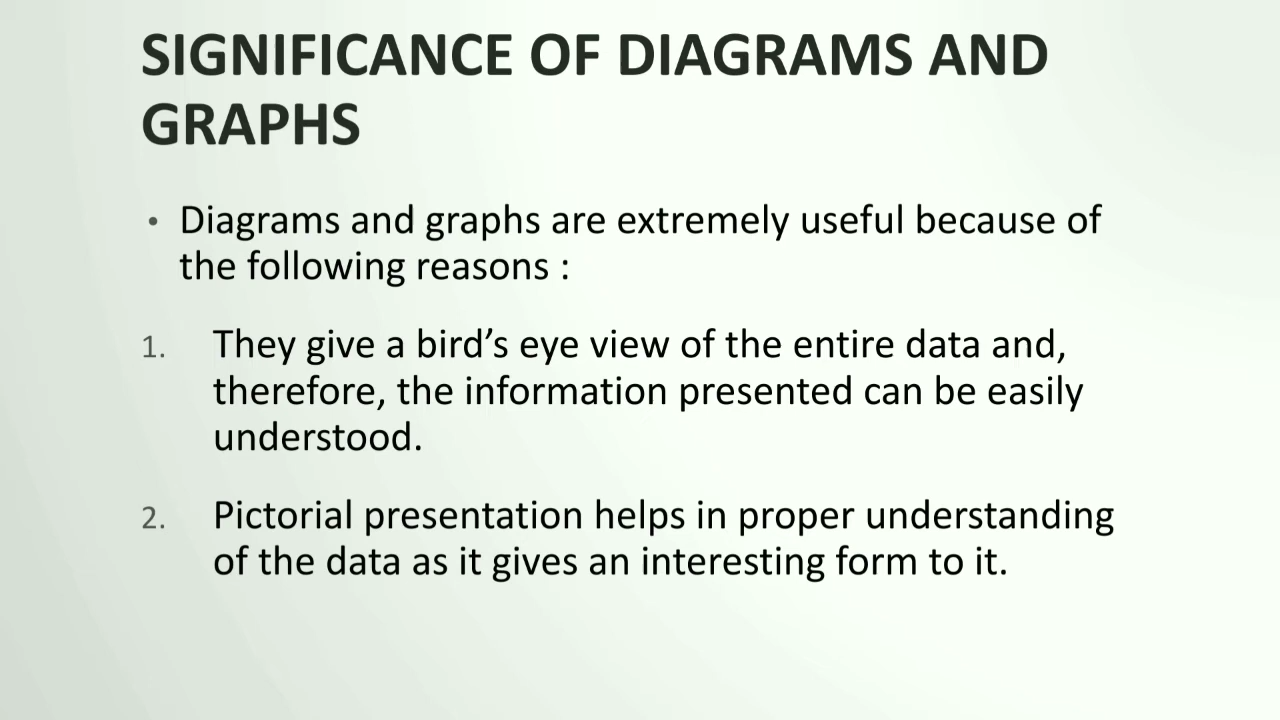 SIGNIFICANCE OF DIAGRAMS AND
GRAPHS
• Diagrams and graphs are extremely useful because of
the following reasons :
1. They give a bird’s eye view of the entire data and,
therefore, the information presented can be easily
understood.
2. Pictorial presentation helps in proper understanding
of the data as it gives an interesting form to it.